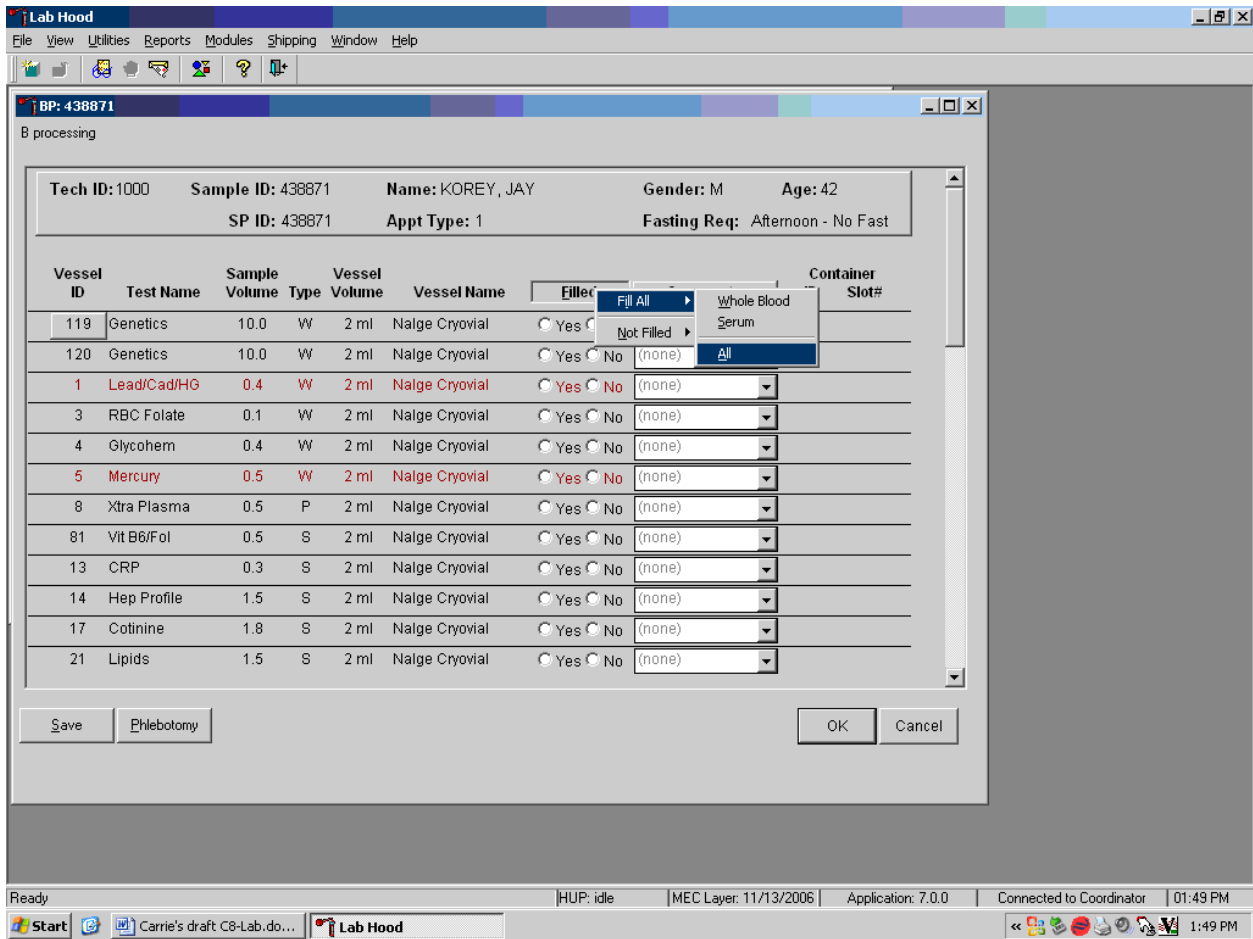 Lab Hood
File View Utilities Reports Modules Shipping Window Help
BP: 438871
B processing
Tech ID: 1000 Sample ID: 438871 Name: KOREY, JAY Gender: M Age: 42
SP ID: 438871 Appt Type: 1 Fasting Req: Afternoon - No Fast
Vessel Sample Vessel Container
ID Test Name Volume Type Volume Vessel Name Filled Slot#
Fill All Whole Blood
Serum
Not Filled
All
119 Genetics 10.0 W 2 ml Nalge Cryovial Yes
120 Genetics 10.0 W 2 ml Nalge Cryovial Yes No (none)
1 Lead/Cad/HG 0.4 W 2 ml Nalge Cryovial Yes No (none)
3 RBC Folate 0.1 W 2 ml Nalge Cryovial Yes No (none)
4 Glycohem 0.4 W 2 ml Nalge Cryovial Yes No (none)
5 Mercury 0.5 W 2 ml Nalge Cryovial Yes No (none)
8 Xtra Plasma 0.5 P 2 ml Nalge Cryovial Yes No (none)
81 Vit B6/Fol 0.5 S 2 ml Nalge Cryovial Yes No (none)
13 CRP 0.3 S 2 ml Nalge Cryovial Yes No (none)
14 Hep Profile 1.5 S 2 ml Nalge Cryovial Yes No (none)
17 Cotinine 1.8 S 2 ml Nalge Cryovial Yes No (none)
21 Lipids 1.5 S 2 ml Nalge Cryovial Yes No (none)
Save Phlebotomy OK Cancel
Ready HUP: idle MEC Layer: 11/13/2006 Application: 7.0.0 Connected to Coordinator 01:49 PM
Start Carrie's draft C8-Lab.do... Lab Hood 1:49 PM